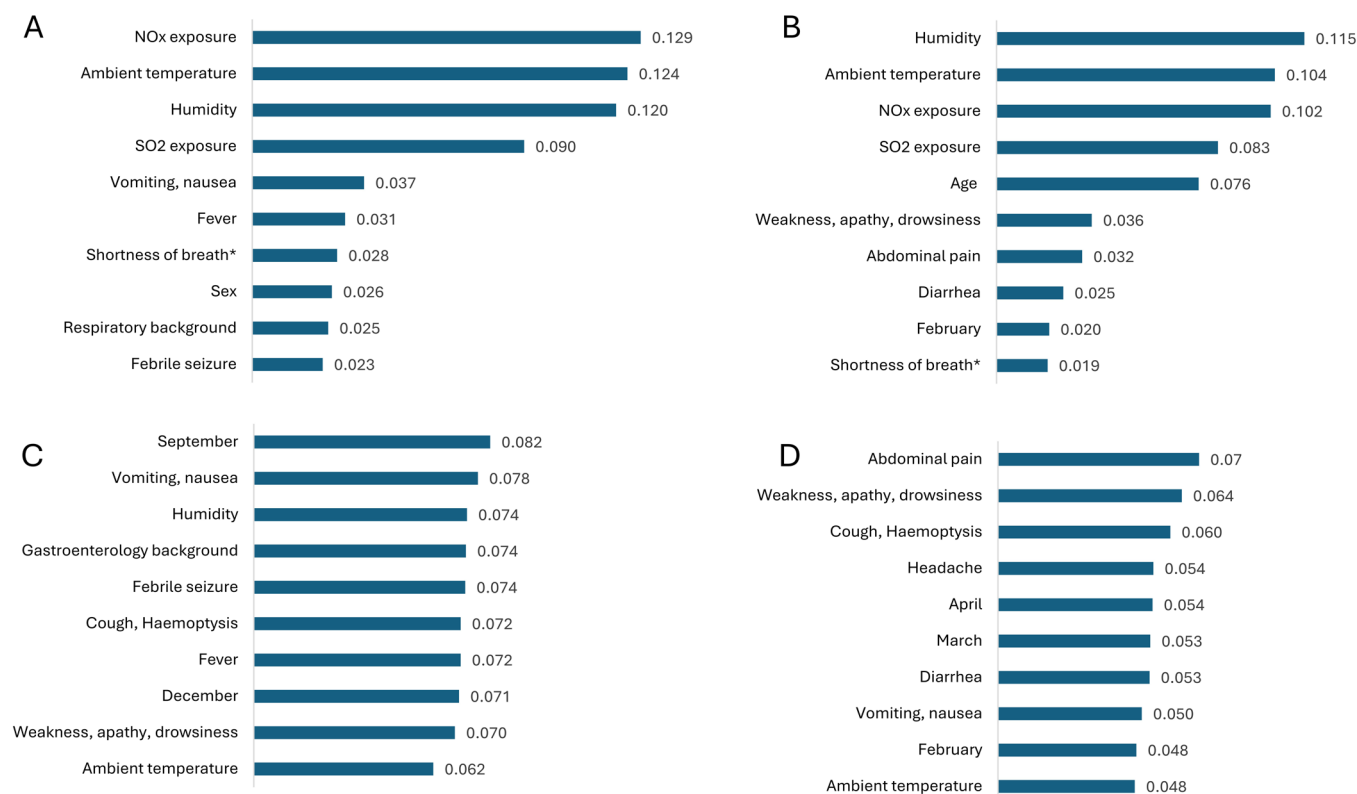 A
NOx exposure 0.129
Ambient temperature 0.124
Humidity 0.120
SO2 exposure 0.090
Vomiting, nausea 0.037
Fever 0.031
Shortness of breath* 0.028
Sex 0.026
Respiratory background 0.025
Febrile seizure 0.023
B
Humidity 0.115
Ambient temperature 0.104
NOx exposure 0.102
SO2 exposure 0.083
Age 0.076
Weakness, apathy, drowsiness 0.036
Abdominal pain 0.032
Diarrhea 0.025
February 0.020
Shortness of breath* 0.019
C
September 0.082
Vomiting, nausea 0.078
Humidity 0.074
Gastroenterology background 0.074
Febrile seizure 0.074
Cough, Haemoptysis 0.072
Fever 0.072
December 0.071
Weakness, apathy, drowsiness 0.070
Ambient temperature 0.062
D
Abdominal pain 0.07
Weakness, apathy, drowsiness 0.064
Cough, Haemoptysis 0.060
Headache 0.054
April 0.054
March 0.053
Diarrhea 0.053
Vomiting, nausea 0.050
February 0.048
Ambient temperature 0.048